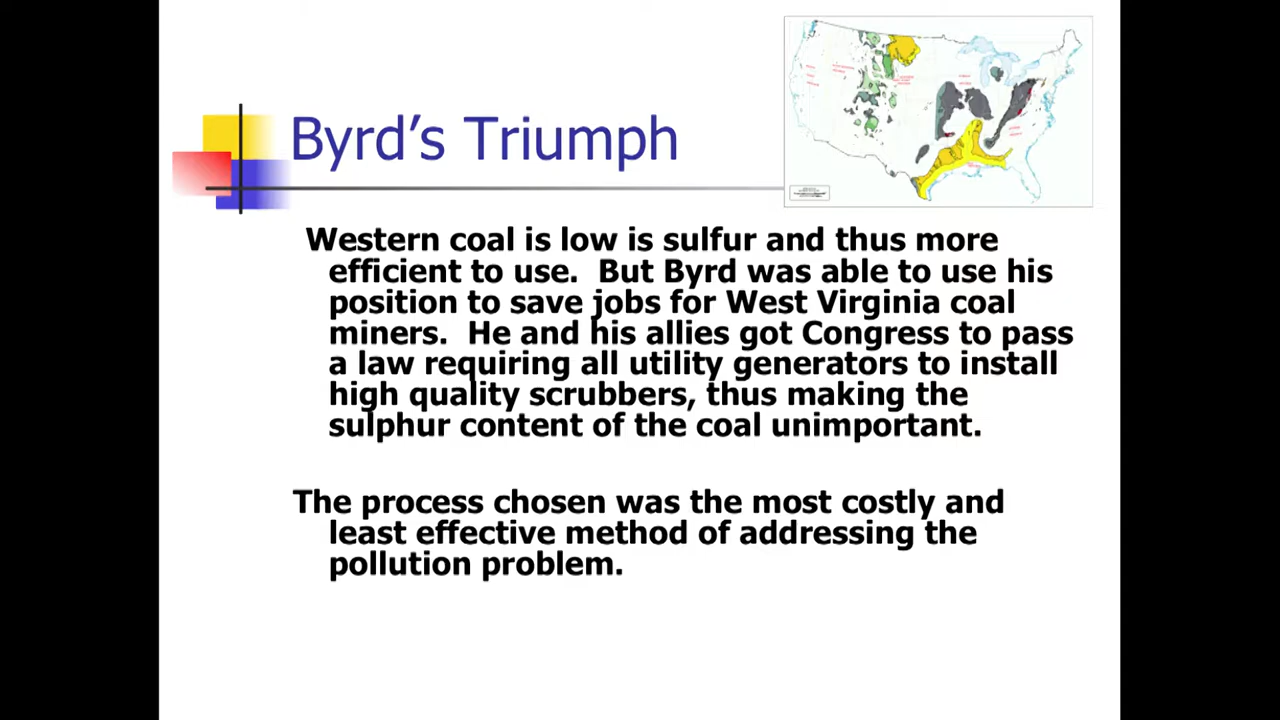 Byrd's Triumph
Western coal is low is sulfur and thus more
efficient to use. But Byrd was able to use his
position to save jobs for West Virginia coal
miners. He and his allies got Congress to pass
a law requiring all utility generators to install
high quality scrubbers, thus making the
sulphur content of the coal unimportant.
The process chosen was the most costly and
least effective method of addressing the
pollution problem.